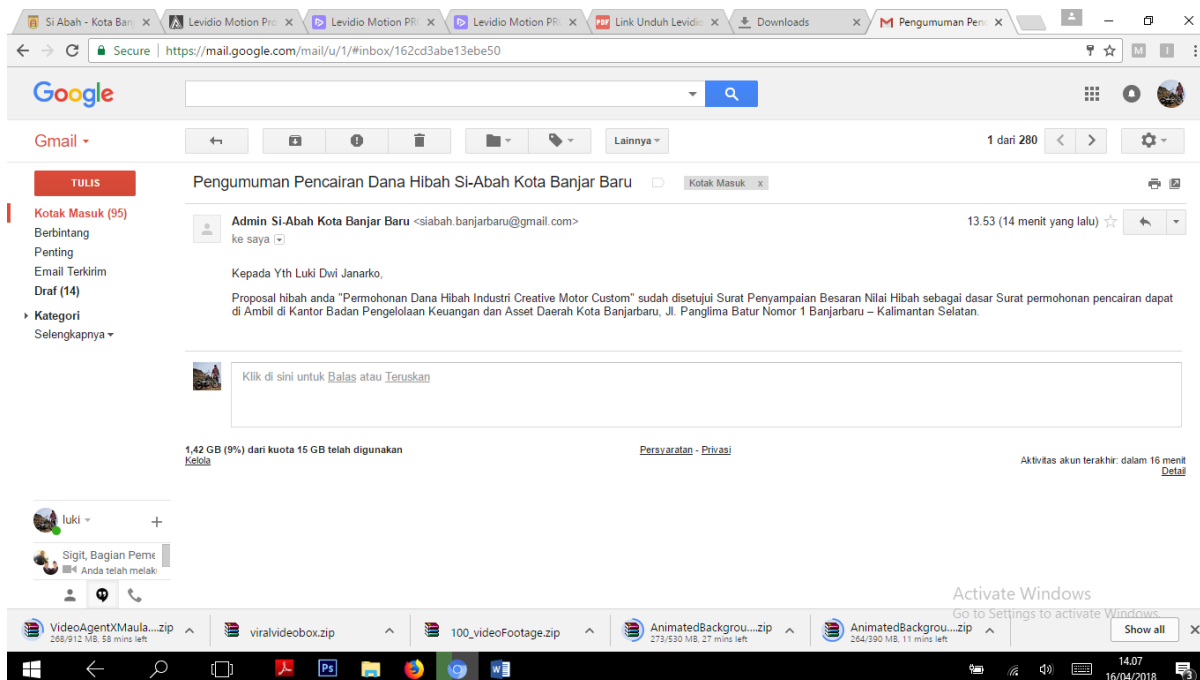 Si Abah - Kota Banj
Levidio Motion Pro
Levidio Motion PR
Levidio Motion PR
PDF Link Unduh Levidio
Downloads
Pengumuman Penc
Secure | https://mail.google.com/mail/u/1/#inbox/162cd3abe13ebe50
Google
Gmail
Lainnya
1 dari 280
TULIS
Pengumuman Pencairan Dana Hibah Si-Abah Kota Banjar Baru
Kotak Masuk x
Kotak Masuk (95)
Berbintang
Penting
Email Terkirim
Draf (14)
Kategori
Selengkapnya
Admin Si-Abah Kota Banjar Baru <siabah.banjarbaru@gmail.com>
13.53 (14 menit yang lalu)
ke saya
Kepada Yth Luki Dwi Janarko,
Proposal hibah anda "Permohonan Dana Hibah Industri Creative Motor Custom" sudah disetujui Surat Penyampaian Besaran Nilai Hibah sebagai dasar Surat permohonan pencairan dapat
di Ambil di Kantor Badan Pengelolaan Keuangan dan Asset Daerah Kota Banjarbaru, Jl. Panglima Batur Nomor 1 Banjarbaru – Kalimantan Selatan.
Klik di sini untuk Balas atau Teruskan
1,42 GB (9%) dari kuota 15 GB telah digunakan
Kelola
Persyaratan - Privasi
Aktivitas akun terakhir: dalam 16 menit
Detail
luki
Sigit, Bagian Peme
Anda telah melak
Activate Windows
Go to Settings to activate Windows.
VideoAgentXMaula....zip
268/912 MB, 58 mins left
viralvideobox.zip
100_videoFootage.zip
AnimatedBackgrou....zip
273/530 MB, 27 mins left
AnimatedBackgrou....zip
264/390 MB, 11 mins left
Show all
Ps
14.07
16/04/2018
3